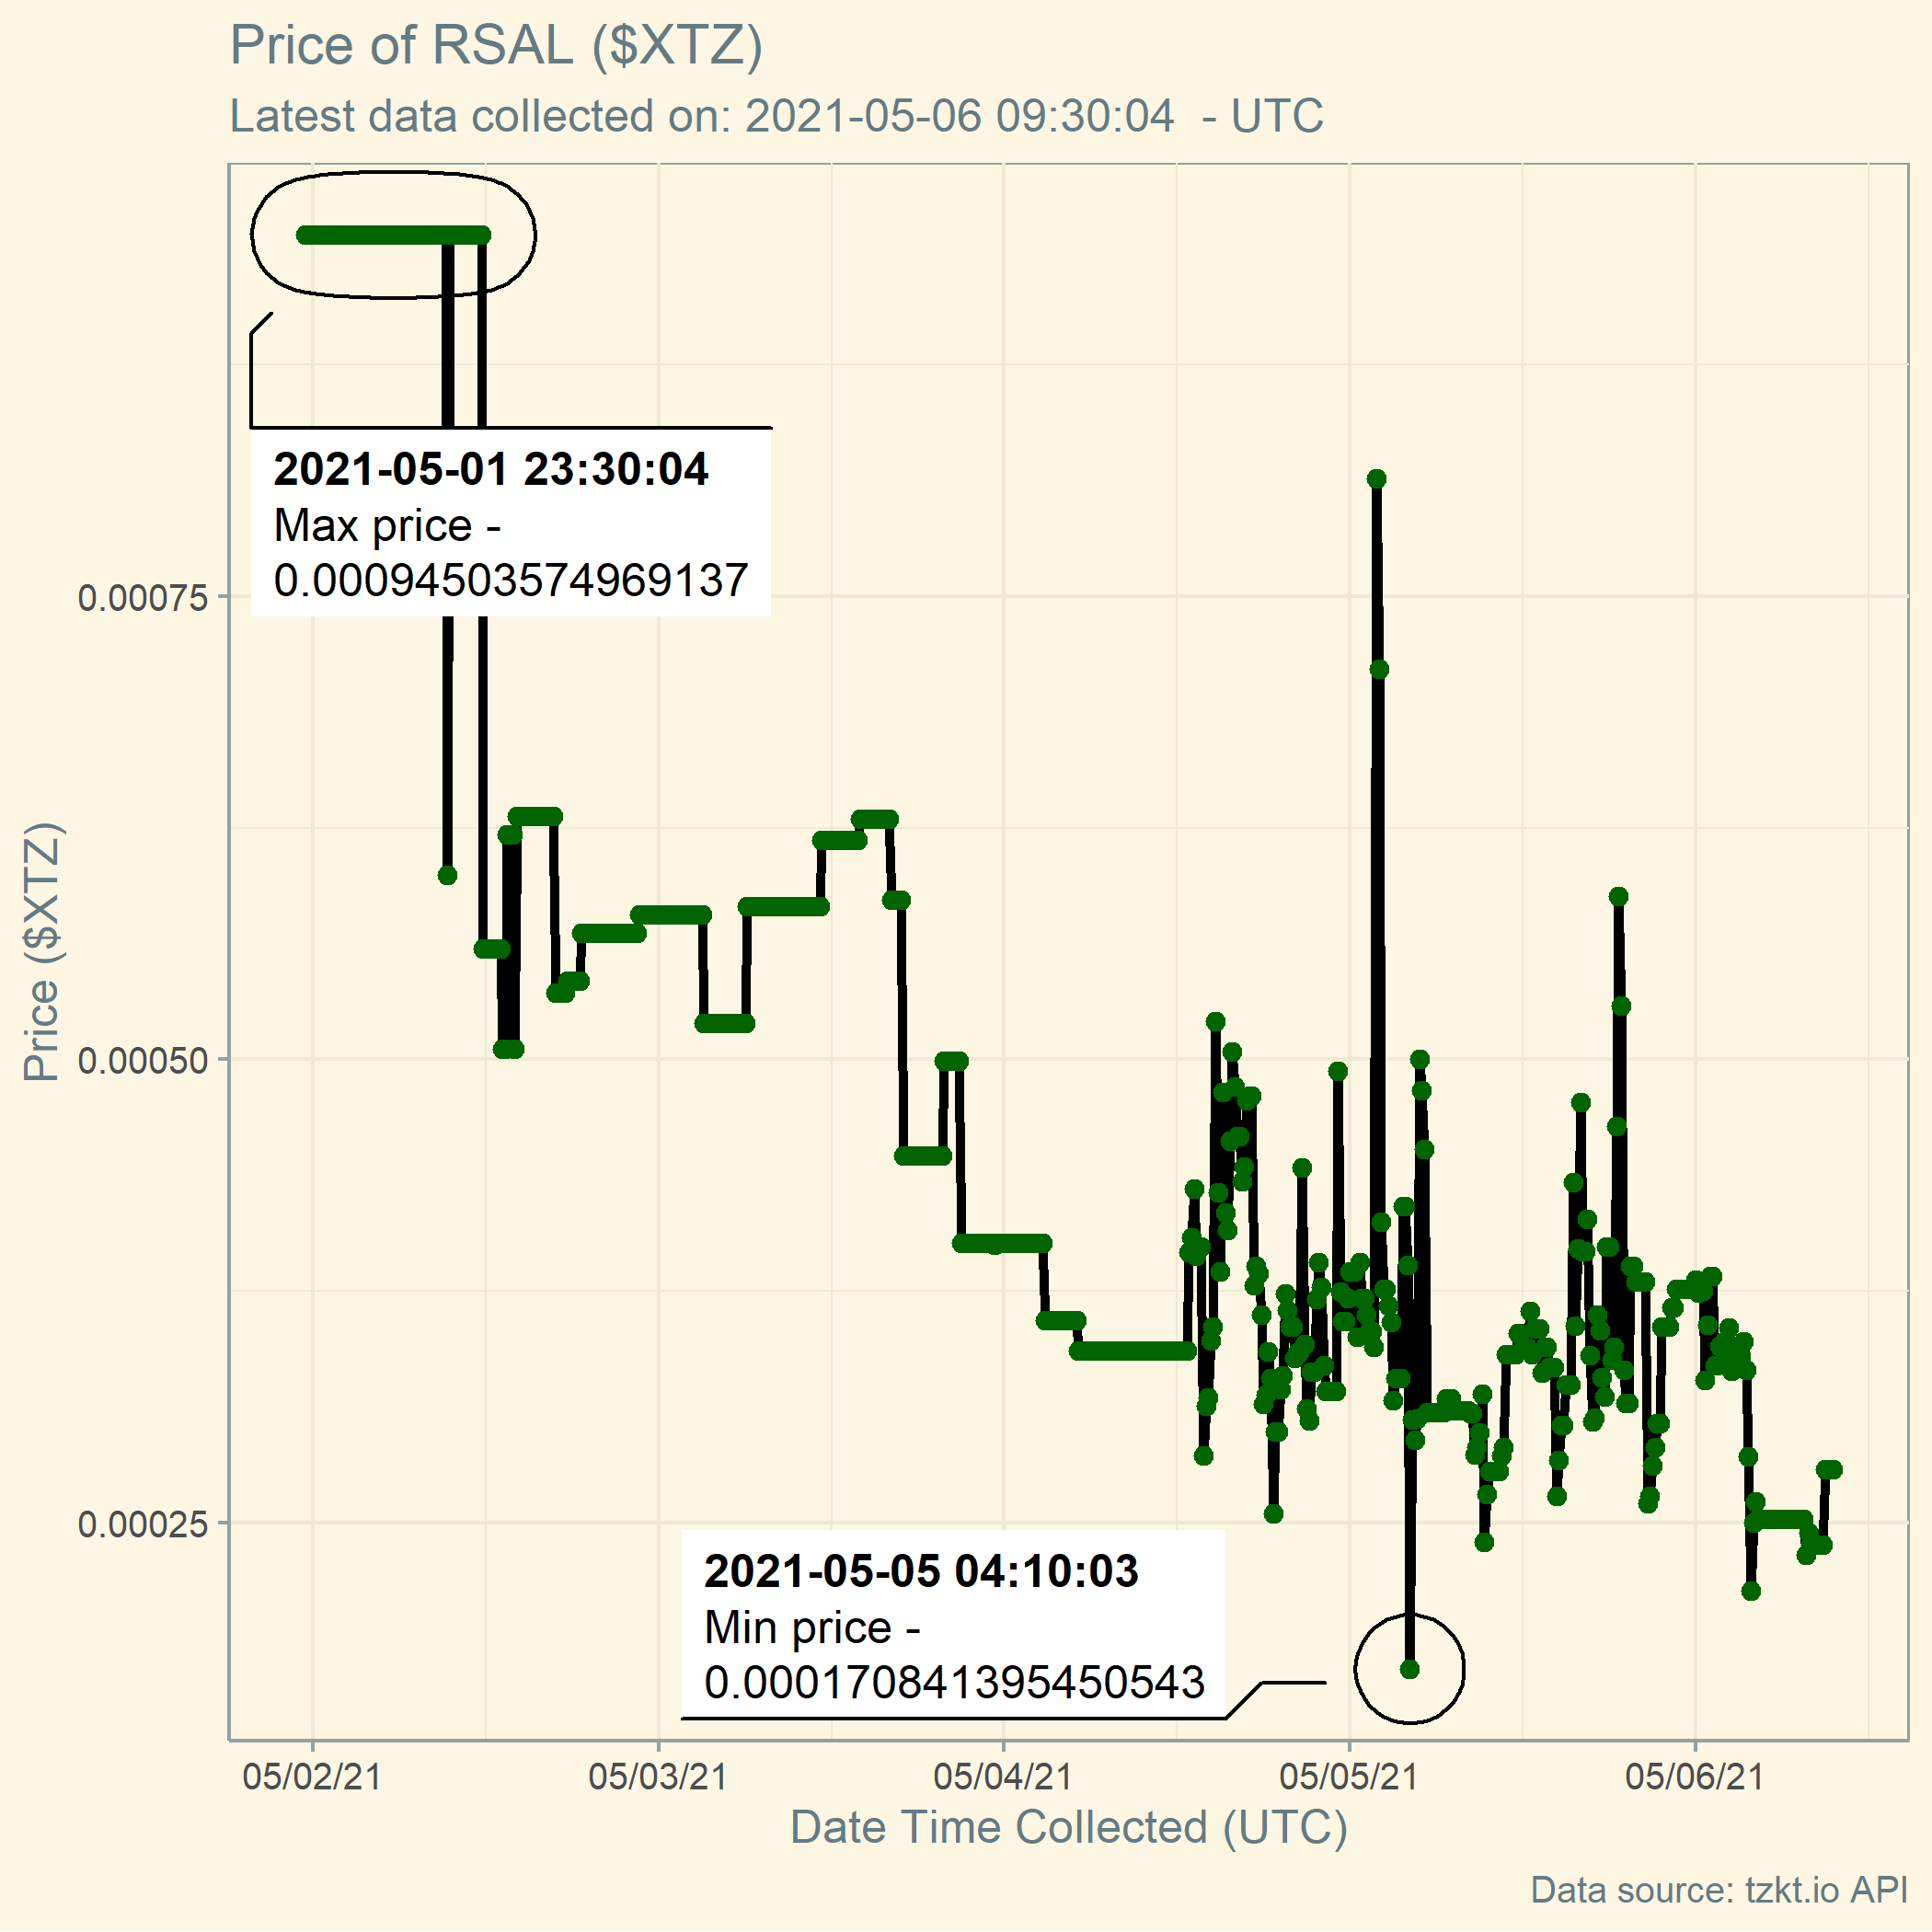 Price of RSAL ($XTZ)
Latest data collected on: 2021-05-06 09:30:04  - UTC
2021-05-01 23:30:04
Max price -
0.000945035749691​37
0.00075
Price ($XTZ)
0.00050
0.00025
2021-05-05 04:10:03
Min price -
0.000170841395450543
05/02/21
05/03/21
05/04/21
05/05/21
05/06/21
Date Time Collected (UTC)
Data source: tzkt.io API